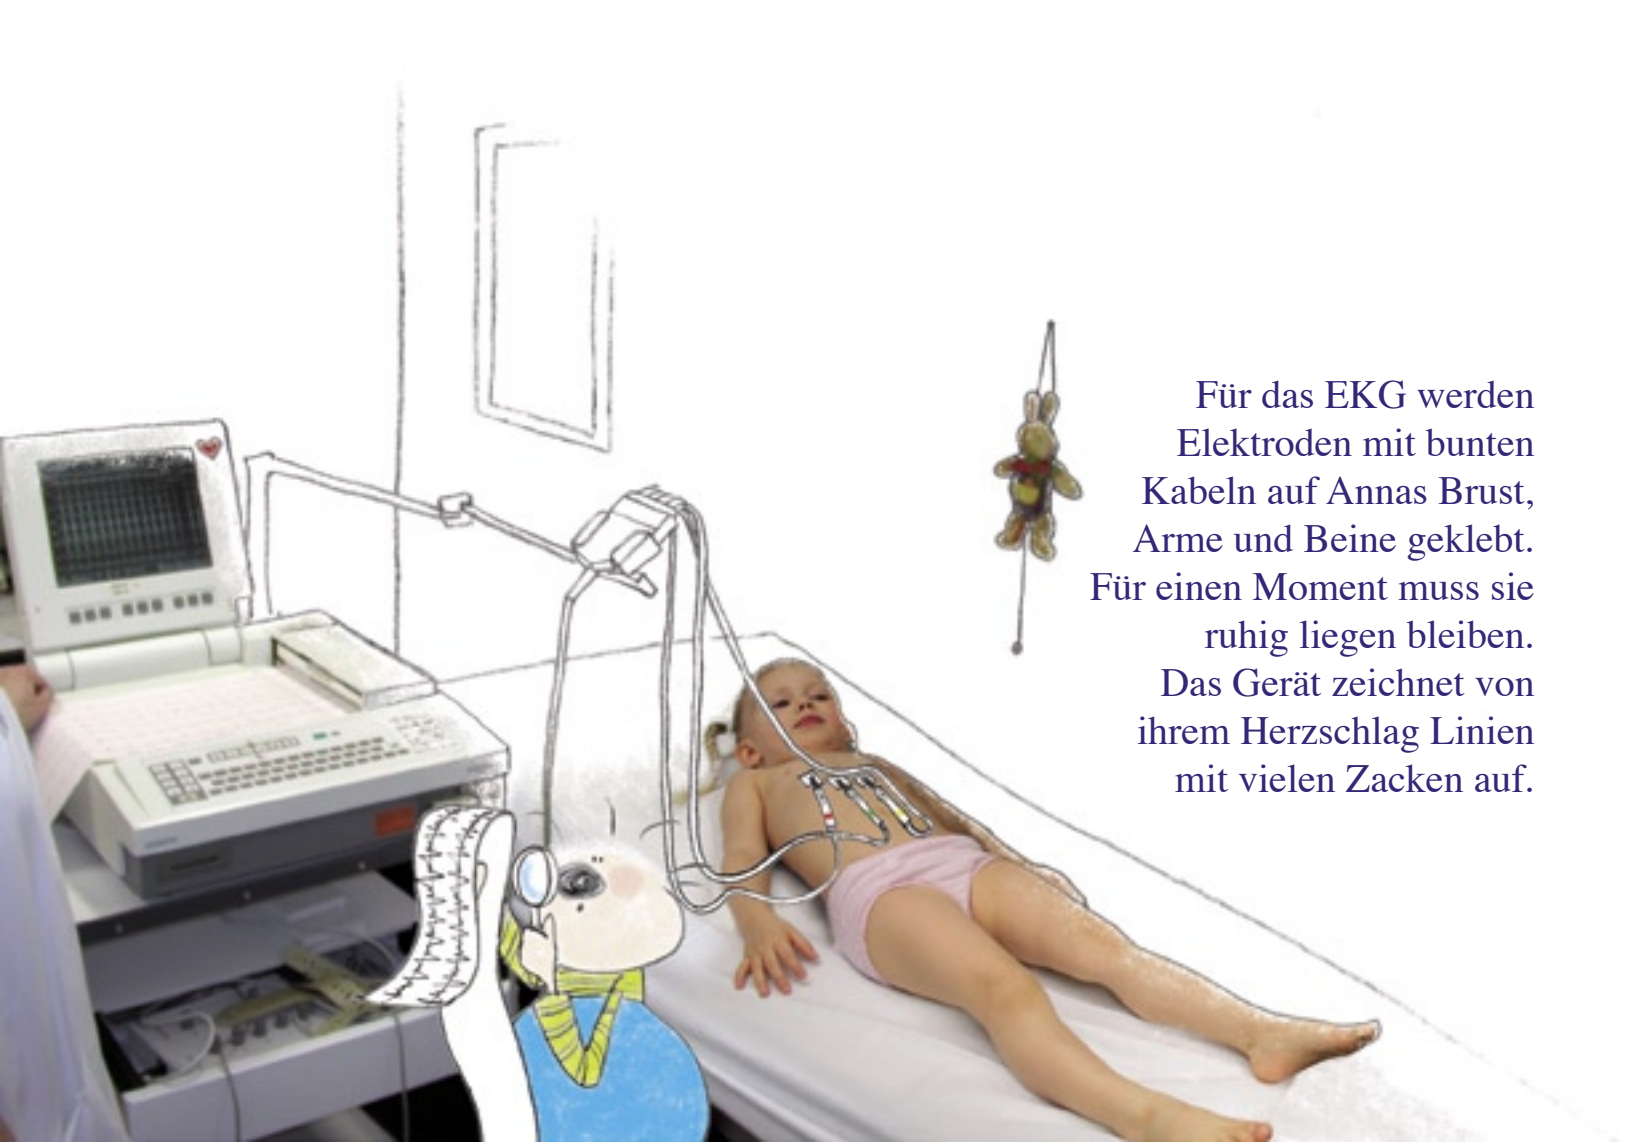 Für das EKG werden
Elektroden mit bunten
Kabeln auf Annas Brust,
Arme und Beine geklebt.
Für einen Moment muss sie
ruhig liegen bleiben.
Das Gerät zeichnet von
ihrem Herzschlag Linien
mit vielen Zacken auf.